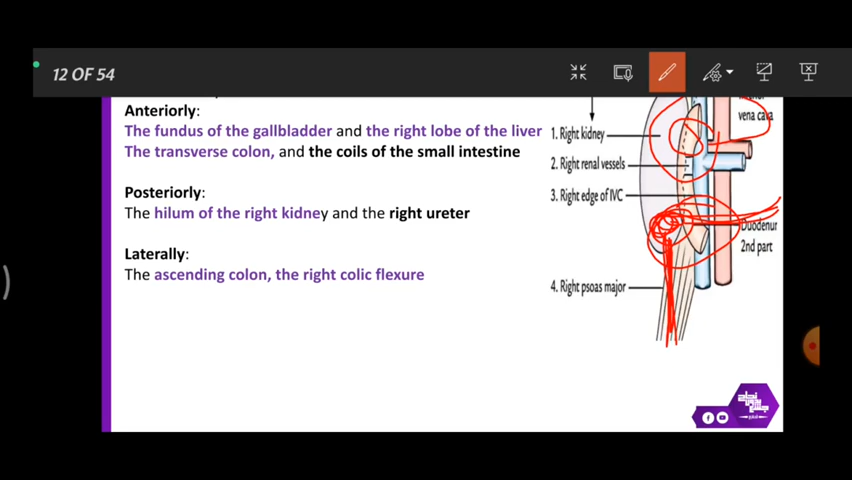 12 OF 54
Anteriorly:
The fundus of the gallbladder and the right lobe of the liver
The transverse colon, and the coils of the small intestine
Posteriorly:
The hilum of the right kidney and the right ureter
Laterally:
The ascending colon, the right colic flexure
vena cava
1. Right kidney
2. Right renal vessels
3. Right edge of IVC
Duodenum
2nd part
4. Right psoas major